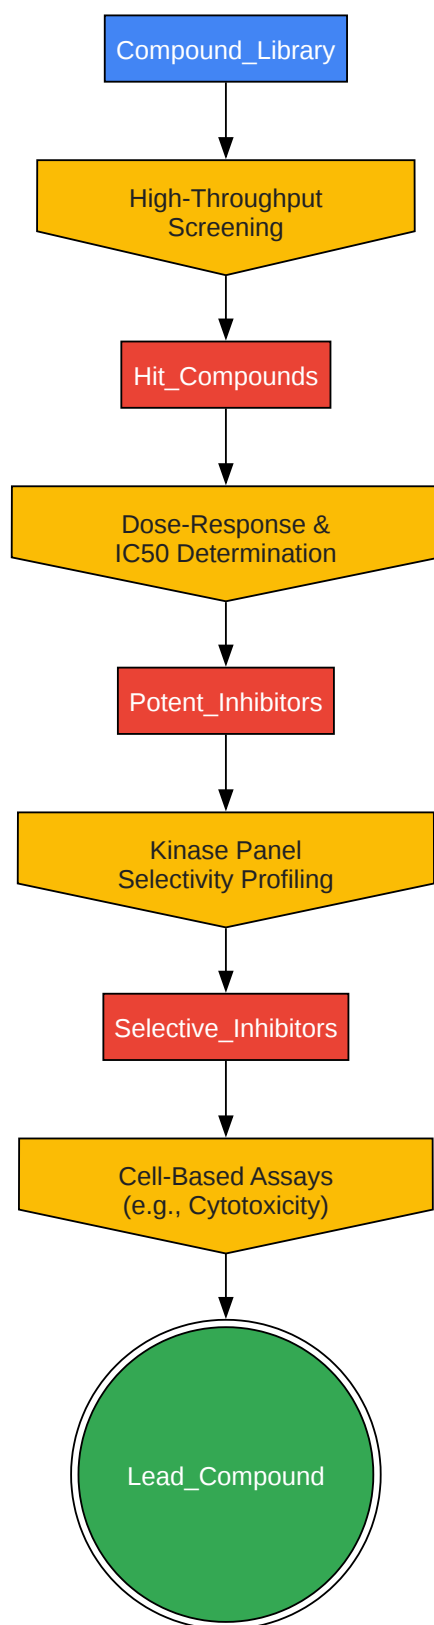 Compound_Library
High-Throughput
Screening
Hit_Compounds
Dose-Response &
IC50 Determination
Potent_Inhibitors
Kinase Panel
Selectivity Profiling
Selective_Inhibitors
Cell-Based Assays
(e.g., Cytotoxicity)
Lead_Compound